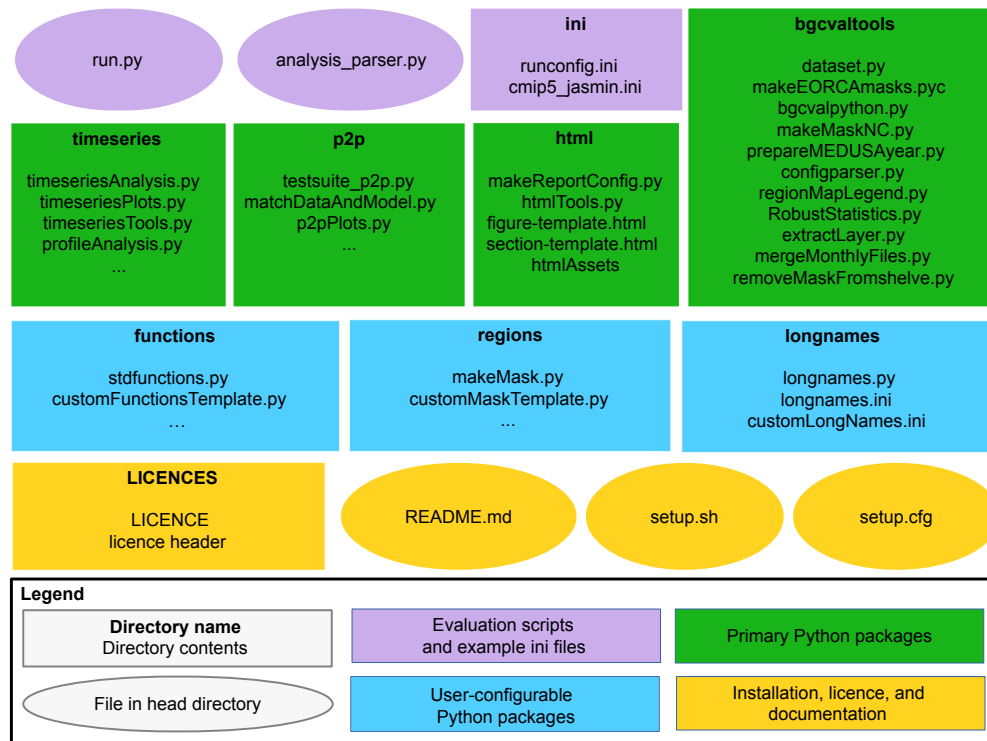 run.py
analysis_parser.py
ini
runconfig.ini
cmip5_jasmin.ini
bgcvaltools
dataset.py
makeEORCAmasks.pyc
bgcvalpython.py
makeMaskNC.py
prepareMEDUSAyear.py
configparser.py
regionMapLegend.py
RobustStatistics.py
extractLayer.py
mergeMonthlyFiles.py
removeMaskFromshelve.py
timeseries
timeseriesAnalysis.py
timeseriesPlots.py
timeseriesTools.py
profileAnalysis.py
...
p2p
testsuite_p2p.py
matchDataAndModel.py
p2pPlots.py
...
html
makeReportConfig.py
htmlTools.py
figure-template.html
section-template.html
htmlAssets
functions
stdfunctions.py
customFunctionsTemplate.py
…
regions
makeMask.py
customMaskTemplate.py
...
longnames
longnames.py
longnames.ini
customLongNames.ini
LICENCES
LICENCE
licence header
README.md
setup.sh
setup.cfg
Legend
Directory name
Directory contents
Evaluation scripts
and example ini files
Primary Python packages
File in head directory
User-configurable
Python packages
Installation, licence, and
documentation